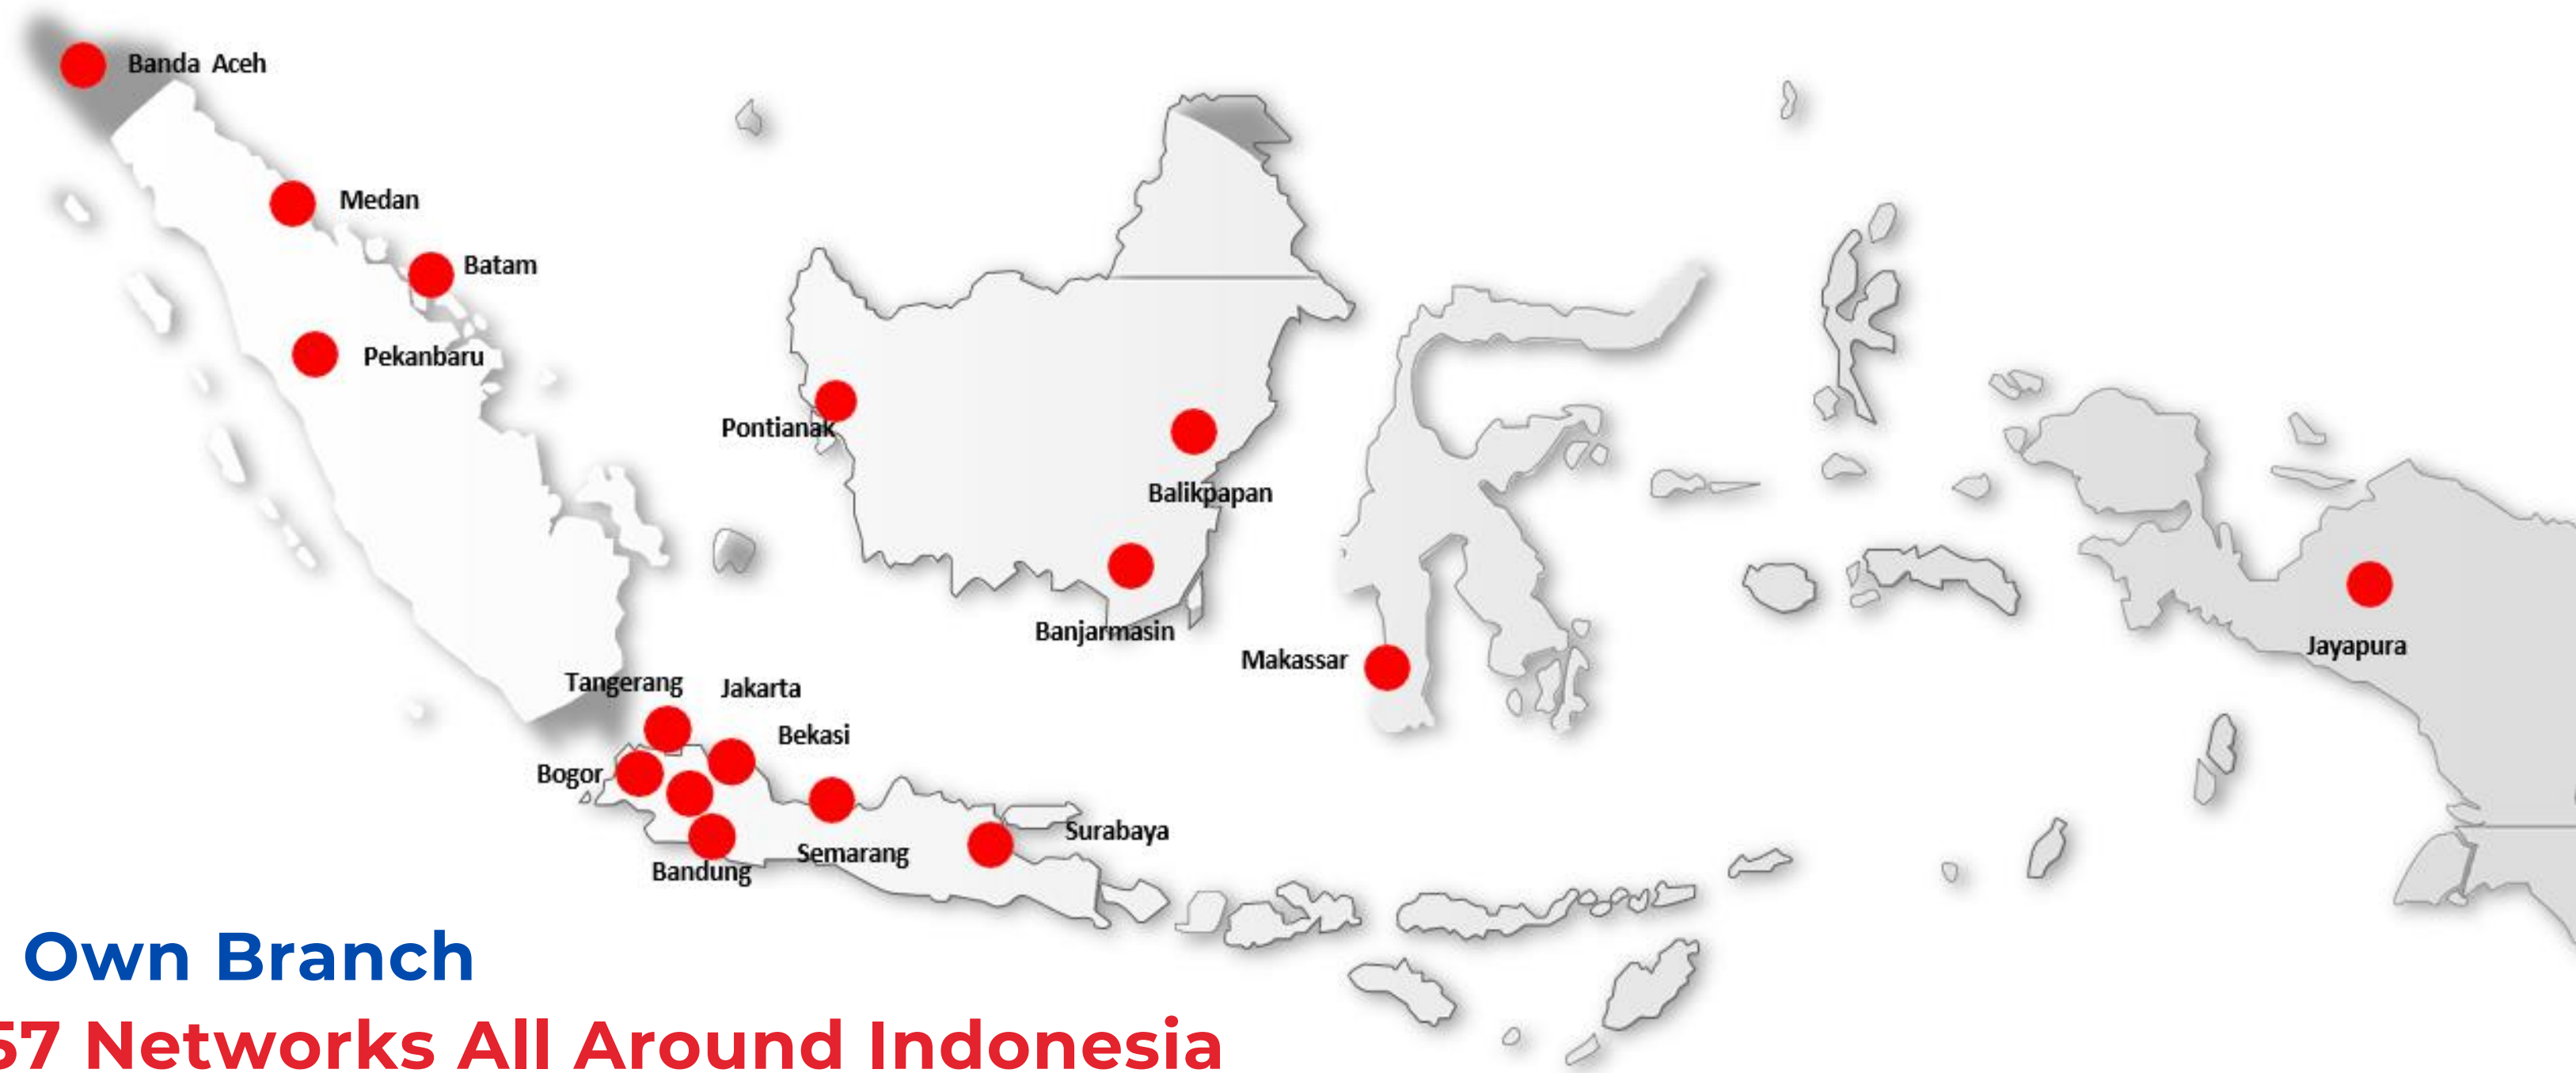 Banda Aceh
Medan
Batam
Pekanbaru
Pontianak
Balikpapan
Banjarmasin
Makassar
Jayapura
Tangerang
Jakarta
Bekasi
Bogor
Surabaya
Semarang
Bandung
Own Branch
57 Networks All Around Indonesia